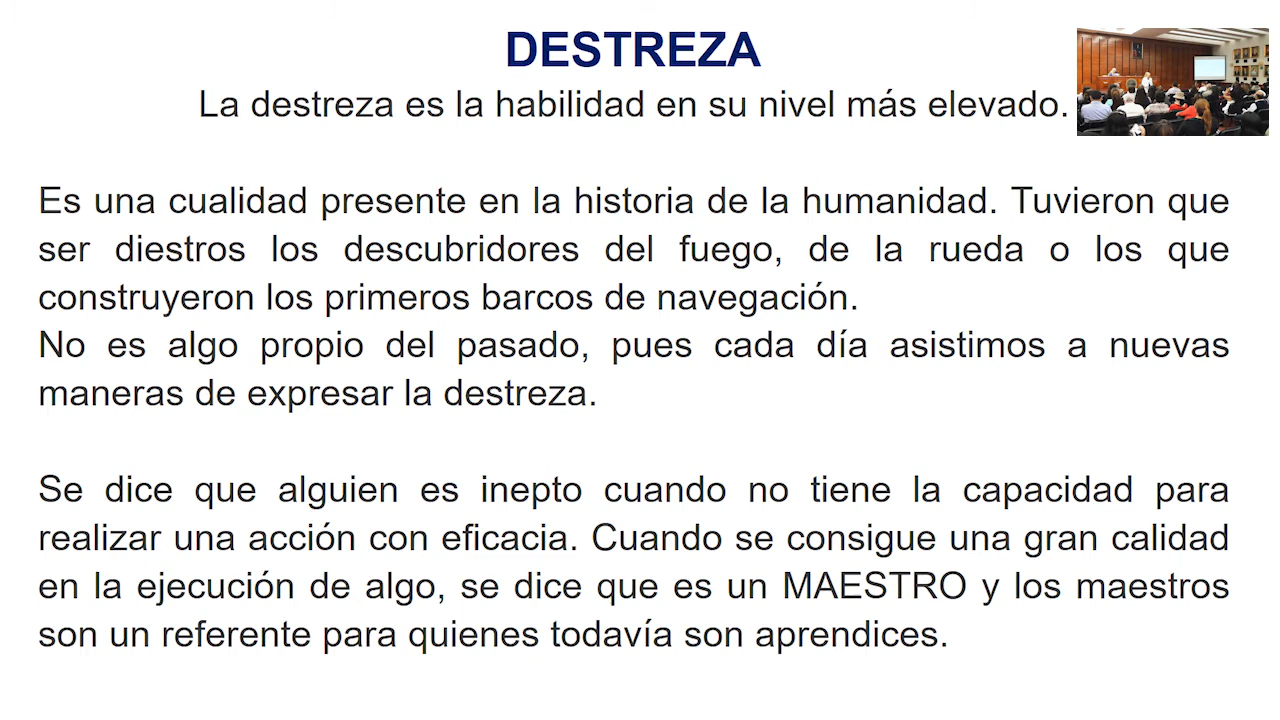 DESTREZA
La destreza es la habilidad en su nivel más elevado.
Es una cualidad presente en la historia de la humanidad. Tuvieron que
ser diestros los descubridores del fuego, de la rueda o los que
construyeron los primeros barcos de navegación.
No es algo propio del pasado, pues cada día asistimos a nuevas
maneras de expresar la destreza.
Se dice que alguien es inepto cuando no tiene la capacidad para
realizar una acción con eficacia. Cuando se consigue una gran calidad
en la ejecución de algo, se dice que es un MAESTRO y los maestros
son un referente para quienes todavía son aprendices.